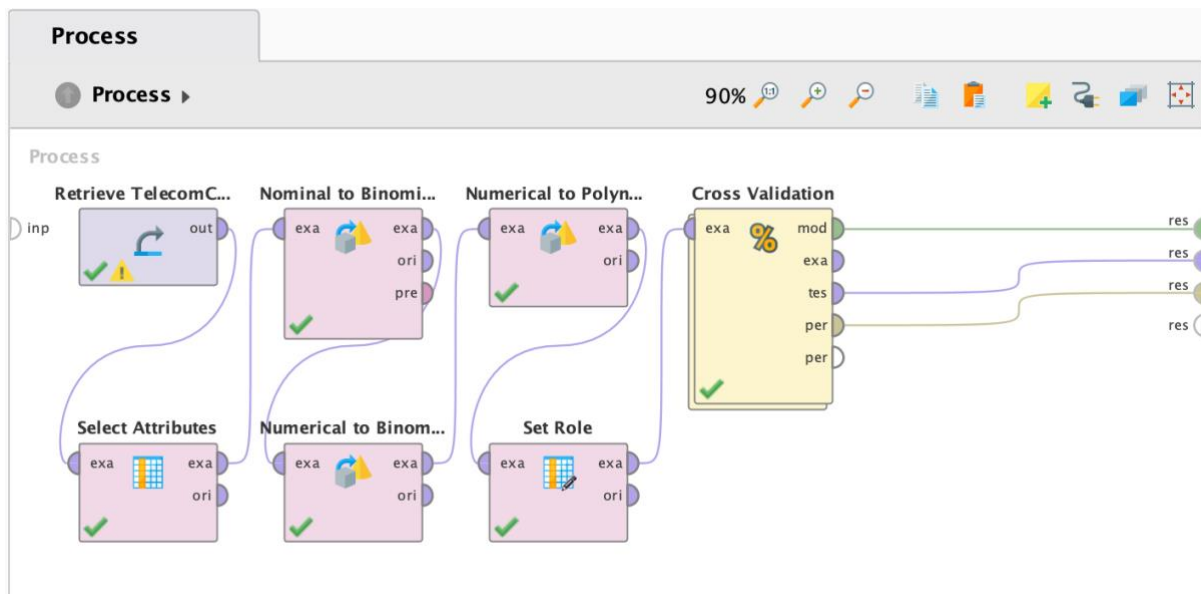 Process
Process
90%
Process
Retrieve TelecomC...
Nominal to Binomi...
Numerical to Polyn...
Cross Validation
inp
out
exa
exa
ori
pre
exa
exa
ori
exa
mod
exa
tes
per
per
res
res
res
res
Select Attributes
Numerical to Binom...
Set Role
exa
exa
ori
exa
exa
ori
exa
exa
ori